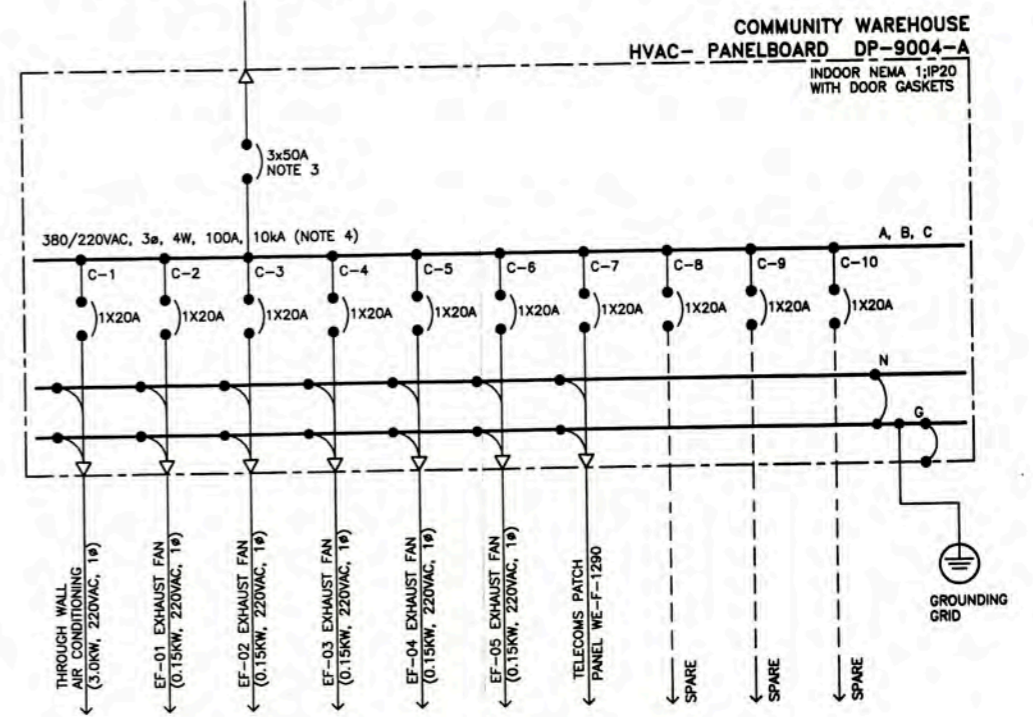 COMMUNITY WAREHOUSE
HVAC- PANELBOARD DP-9004-A
INDOOR NEMA 1;IP20
WITH DOOR GASKETS
3x50A
NOTE 3
380/220VAC, 3ø, 4W, 100A, 10kA (NOTE 4)
A, B, C
C-1
C-2
C-3
C-4
C-5
C-6
C-7
C-8
C-9
C-10
1X20A
1X20A
1X20A
1X20A
1X20A
1X20A
1X20A
1X20A
1X20A
1X20A
N
G
THROUGH WALL
AIR CONDITIONING
(3.0KW, 220VAC, 1ø)
EF-01 EXHAUST FAN
(0.15KW, 220VAC, 1ø)
EF-02 EXHAUST FAN
(0.15KW, 220VAC, 1ø)
EF-03 EXHAUST FAN
(0.15KW, 220VAC, 1ø)
EF-04 EXHAUST FAN
(0.15KW, 220VAC, 1ø)
EF-05 EXHAUST FAN
(0.15KW, 220VAC, 1ø)
TELECOMS PATCH
PANEL WE-F-1290
SPARE
SPARE
SPARE
GROUNDING
GRID